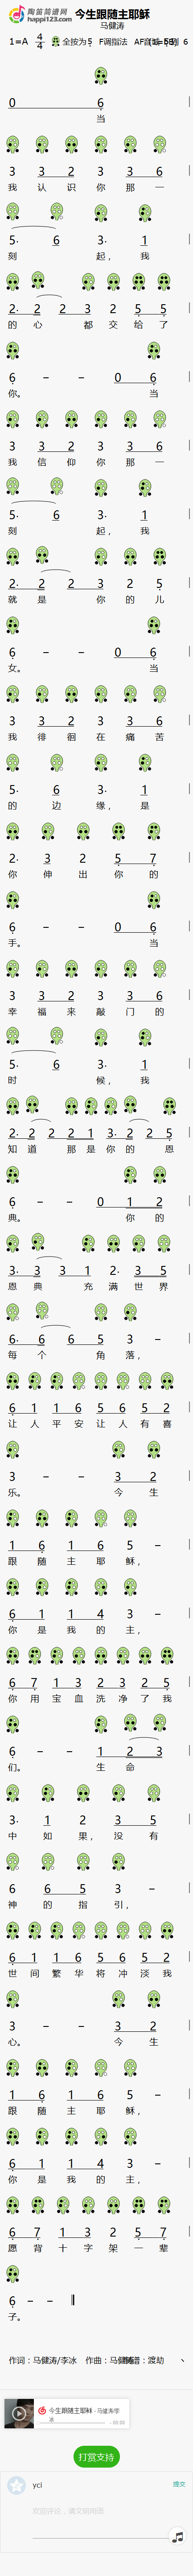 陶笛简谱网
happi123.com
今生跟随主耶稣
马健涛
1=A 4/4 全按为5 F调指法
0 6
当
3 3 2 3 3 6
我 认 识 你 那 一
5· 6 3· 1
刻 起, 我
2· 2 2 3 2 5 5
的 心 都 交 给 了
6 - - 0 6
你。 当
3 3 2 3 3 6
我 信 仰 你 那 一
5· 6 3· 1
刻 起, 我
2· 2 2 3 2 5
就 是 你 的 儿
6 - - 0 6
女。 当
3 3 2 3 3 6
我 徘 徊 在 痛 苦
5· 6 3· 1
的 边 缘, 是
2· 3 2 5 7
你 伸 出 你 的
6 - - 0 6
手。 当
3 3 2 3 3 6
幸 福 来 敲 门 的
5· 6 3· 1
时 候, 我
2· 2 2 2 1 3· 2 2 5
知 道 那 是 你 的 恩
6 - - 0 1 2
典。 你 的
3· 3 3 1 2· 3 5
恩 典 充 满 世 界
6· 6 6 5 3 -
每 个 角 落,
6 1 1 6 5 6 5 2
让 人 平 安 让 人 有 喜
3 - - 3 2
乐。 今 生
1 6 1 6 5 -
跟 随 主 耶 稣,
6 1 1 4 3 -
你 是 我 的 主,
6 7 1 3 2 3 2 5
你 用 宝 血 洗 净 了 我
6 - - 1 2 3
们。 生 命
3· 1 2 3 5
中 如 果, 没 有
6 6 5 3 -
神 的 指 引,
6 1 1 6 5 6 5 2
世 间 繁 华 将 冲 淡 我
3 - - 3 2
心。 今 生
1 6 1 6 5 -
跟 随 主 耶 稣,
6 1 1 4 3 -
你 是 我 的 主,
6 7 1 3 2 5 7
愿 背 十 字 架 一 辈
6 - -
子。
作词：马健涛/李冰 作曲：马健涛
今生跟随主耶稣 - 马健涛/李冰
- 00:00
打赏支持
ycl
提交
欢迎评论，请文明用语